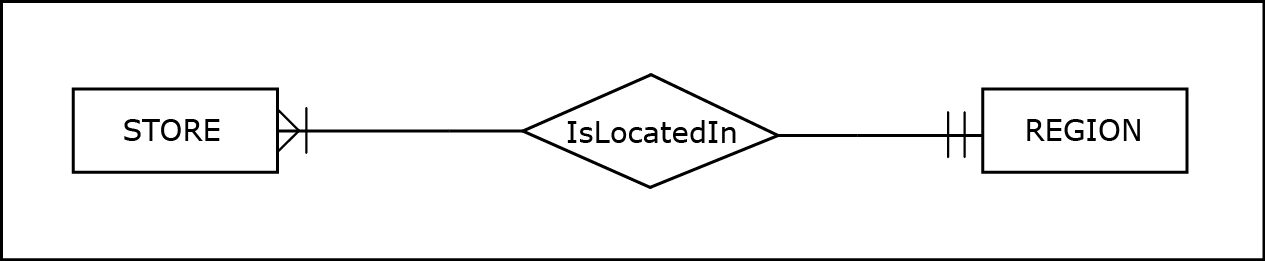 STORE
IsLocatedIn
REGION